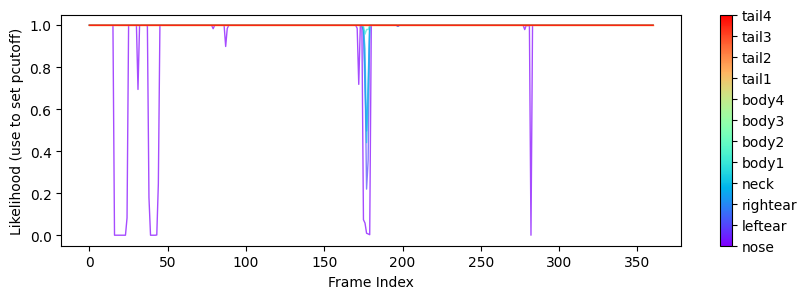 Likelihood (use to set pcutoff)
1.0
0.8
0.6
0.4
0.2
0.0
0 50 100 150 200 250 300 350
Frame Index
tail4
tail3
tail2
tail1
body4
body3
body2
body1
neck
rightear
leftear
nose